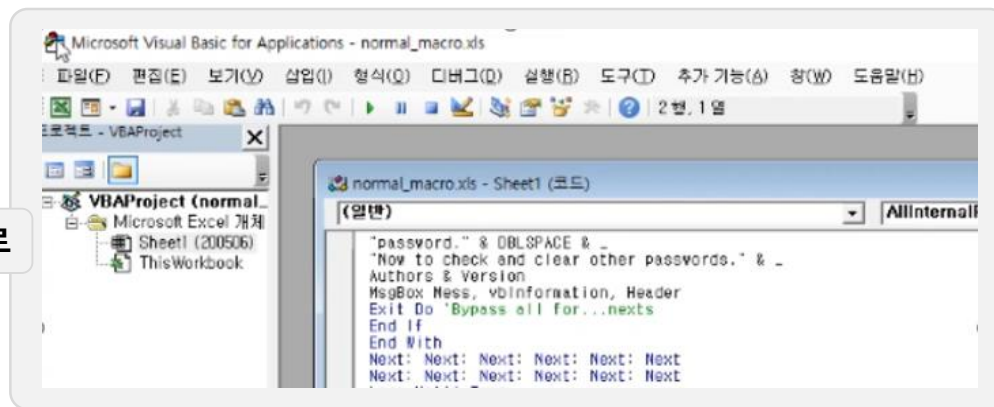 Microsoft Visual Basic for Applications - normal_macro.xls
파일(F) 편집(E) 보기(V) 삽입(I) 형식(O) 디버그(D) 실행(R) 도구(T) 추가 기능(A) 창(W) 도움말(H)
2 행, 1 열
프로젝트 - VBAProject
VBAProject (normal_
Microsoft Excel 개체
Sheet1 (200506)
ThisWorkbook
normal_macro.xls - Sheet1 (코드)
(일반)
AllInternal
"password." & DBLSPACE & _
"Now to check and clear other passwords." & _
Authors & Version
MsgBox Mess, vbInformation, Header
Exit Do 'Bypass all for...nexts
End If
End With
Next: Next: Next: Next: Next: Next
Next: Next: Next: Next: Next: Next